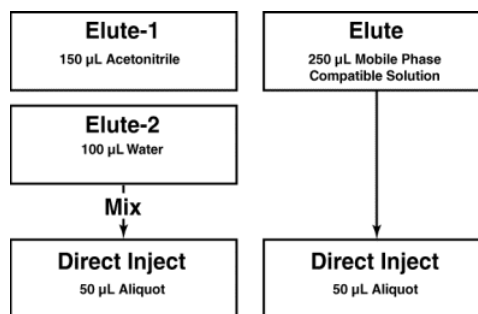 Elute-1
150 µL Acetonitrile
Elute-2
100 µL Water
Mix
Direct Inject
50 µL Aliquot
Elute
250 µL Mobile Phase
Compatible Solution
Direct Inject
50 µL Aliquot